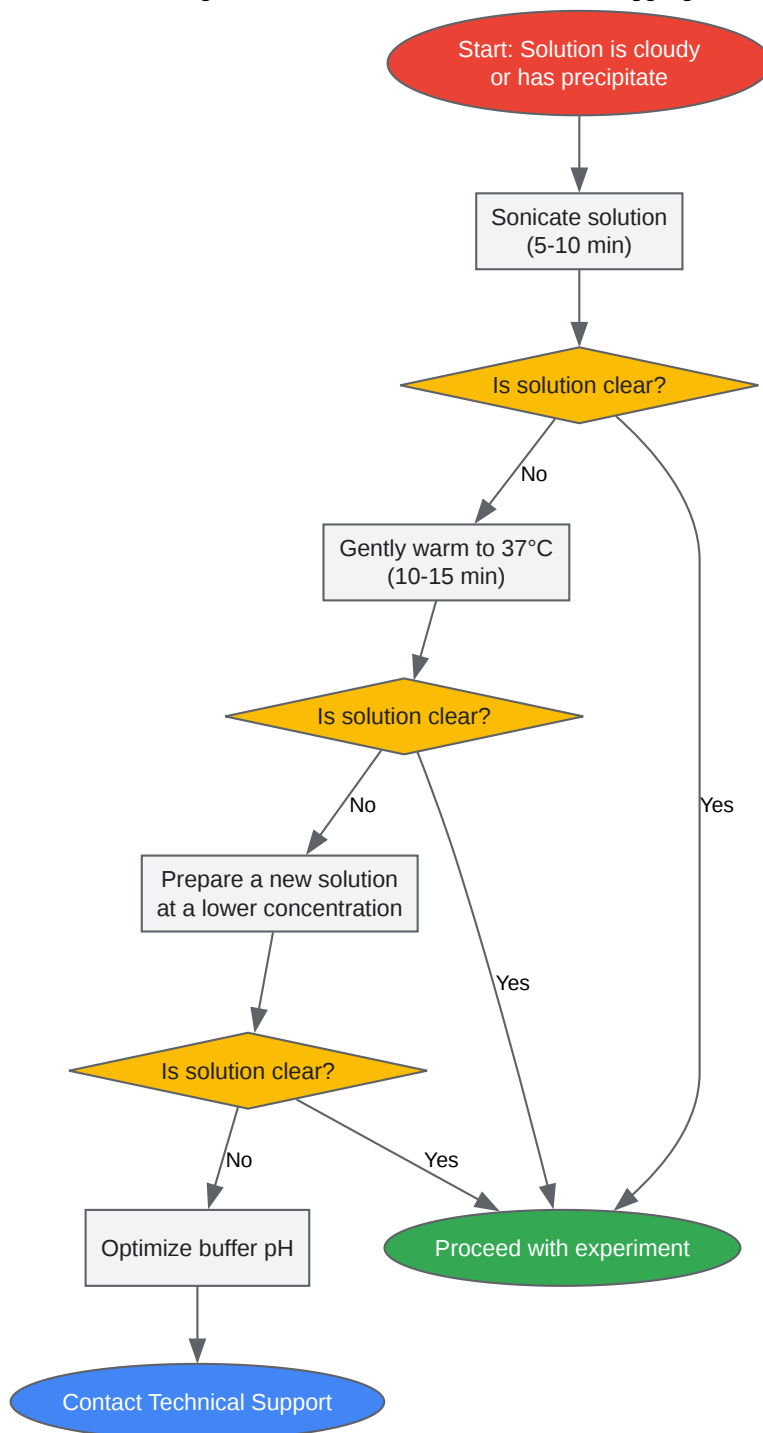 Start: Solution is cloudy
or has precipitate
Sonicate solution
(5-10 min)
Is solution clear?
No
Gently warm to 37°C
(10-15 min)
Is solution clear?
Yes
No
Prepare a new solution
at a lower concentration
Yes
Is solution clear?
No
Yes
Optimize buffer pH
Proceed with experiment
Contact Technical Support